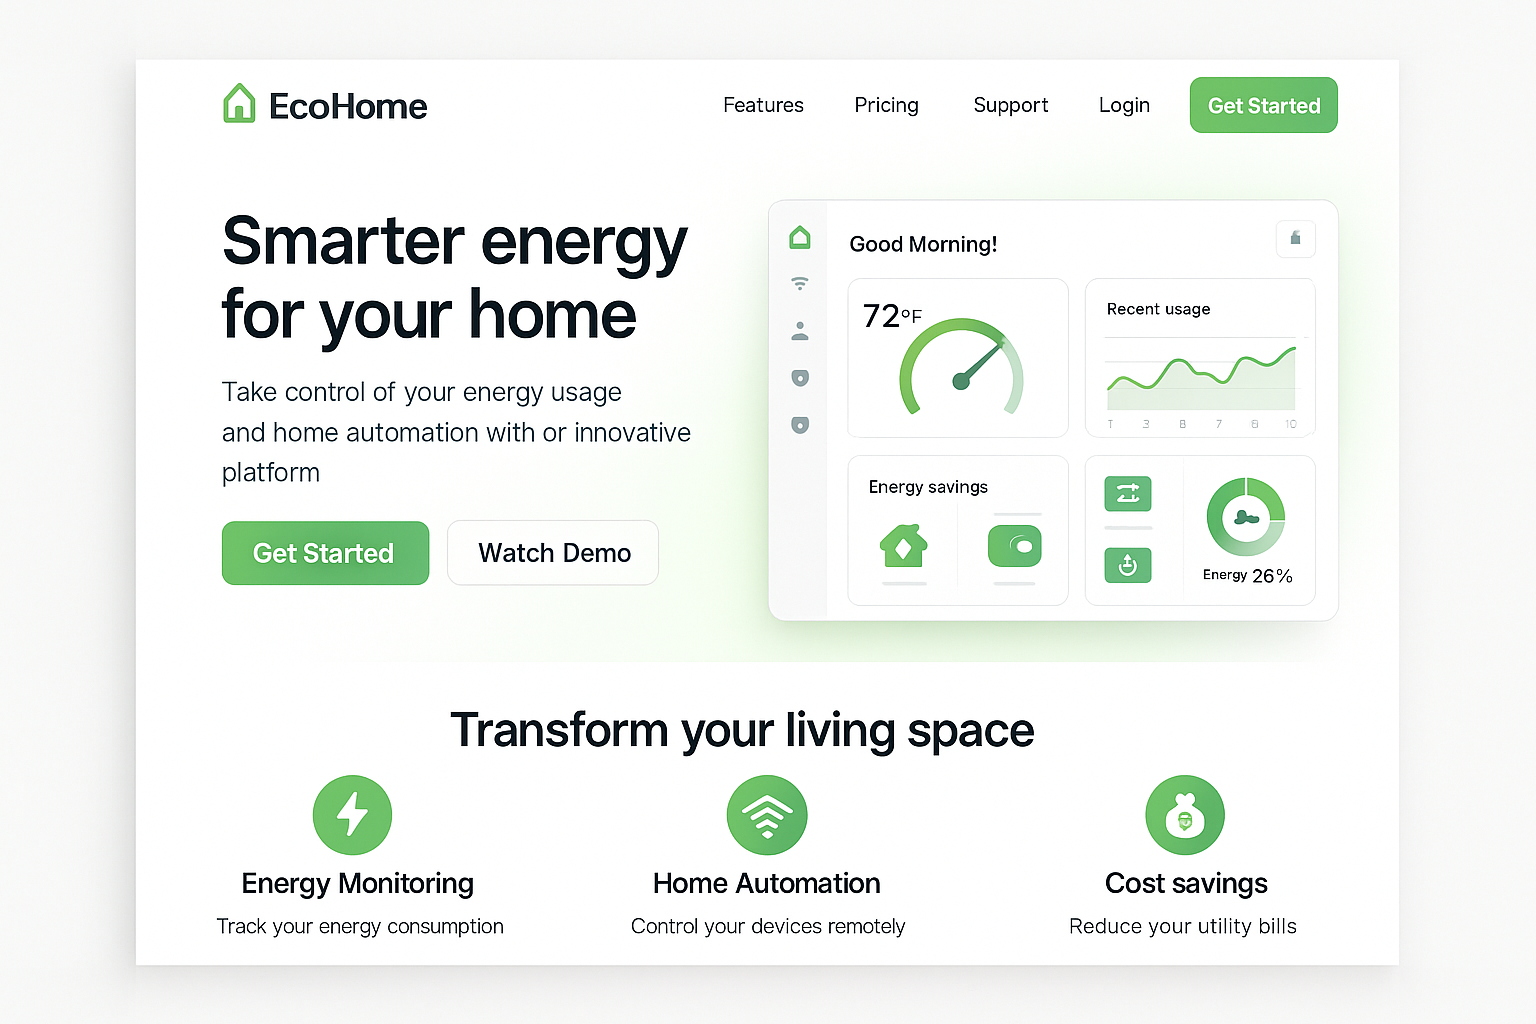 EcoHome
Features Pricing Support Login Get Started
Smarter energy
for your home
Take control of your energy usage
and home automation with or innovative
platform
Get Started Watch Demo
Good Morning!
72°F
Recent usage
T 3 8 7 6 10
Energy savings
Energy 26%
Transform your living space
Energy Monitoring
Track your energy consumption
Home Automation
Control your devices remotely
Cost savings
Reduce your utility bills